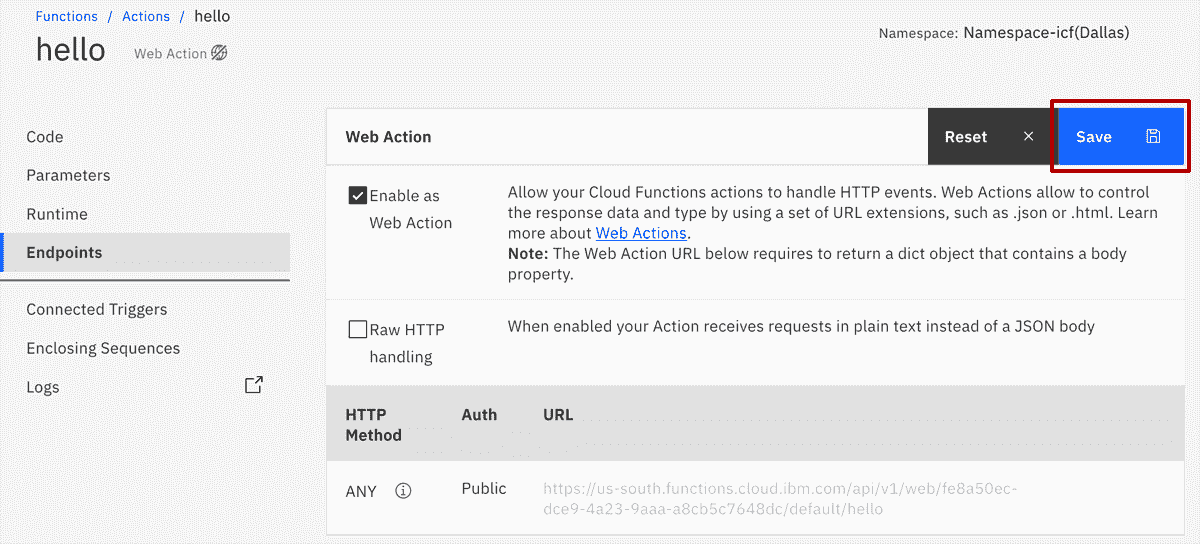 Functions / Actions / hello
hello Web Action
Namespace: Namespace-icf(Dallas)
Code
Parameters
Runtime
Endpoints
Connected Triggers
Enclosing Sequences
Logs
Web Action
Reset
Save
Enable as
Web Action
Allow your Cloud Functions actions to handle HTTP events. Web Actions allow to control
the response data and type by using a set of URL extensions, such as .json or .html. Learn
more about Web Actions.
Note: The Web Action URL below requires to return a dict object that contains a body
property.
Raw HTTP
handling
When enabled your Action receives requests in plain text instead of a JSON body
HTTP
Method
Auth
URL
ANY
Public
https://us-south.functions.cloud.ibm.com/api/v1/web/fe8a50ec-
dce9-4a23-9aaa-a8cb5c7648dc/default/hello